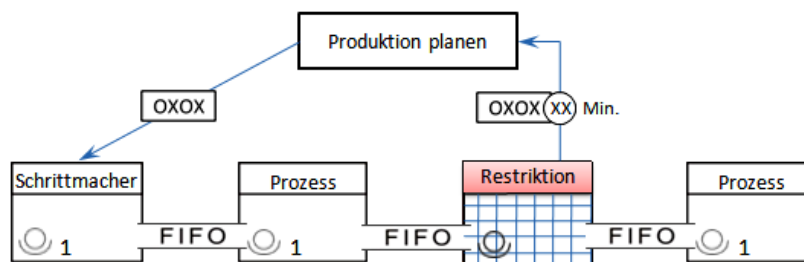 Produktion planen
OXOX
OXOX XX Min.
Schrittmacher
Prozess
Restriktion
Prozess
1
FIFO
1
FIFO
FIFO
1